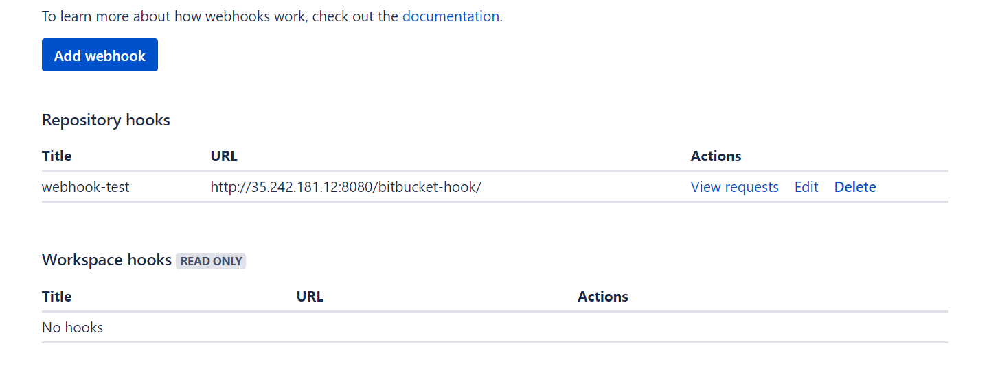 To learn more about how webhooks work, check out the documentation.
Add webhook
Repository hooks
Title URL Actions
webhook-test http://35.242.181.12:8080/bitbucket-hook/ View requests Edit Delete
Workspace hooks READ ONLY
Title URL Actions
No hooks